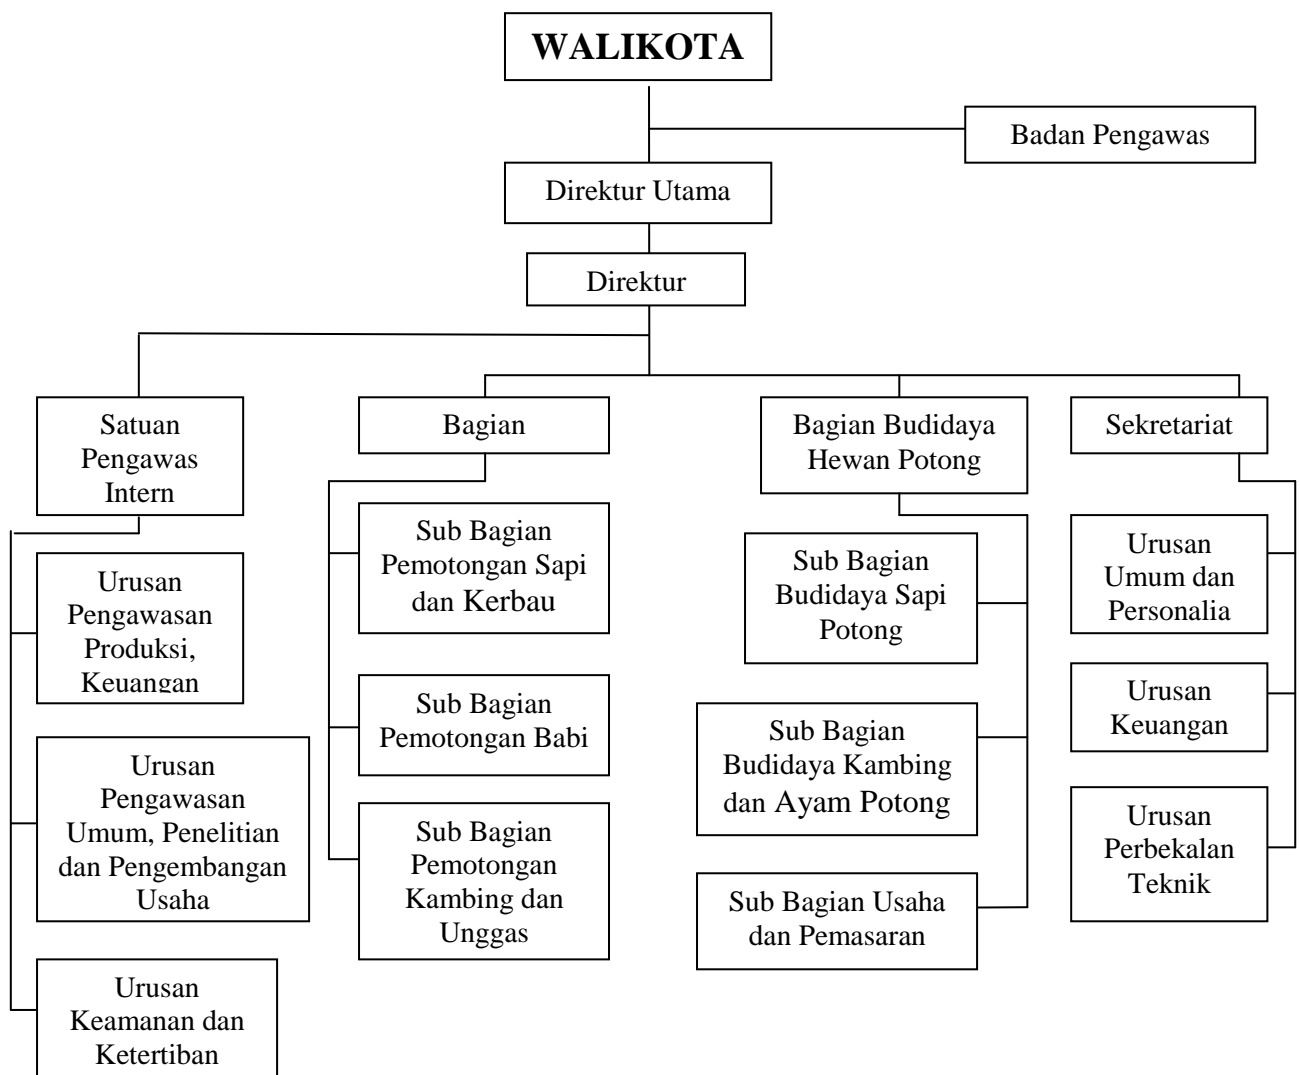 WALIKOTA
Badan Pengawas
Direktur Utama
Direktur
Satuan
Pengawas
Intern
Bagian
Bagian Budidaya
Hewan Potong
Sekretariat
Urusan
Pengawasan
Produksi,
Keuangan
Urusan
Pengawasan
Umum, Penelitian
dan Pengembangan
Usaha
Urusan
Keamanan dan
Ketertiban
Sub Bagian
Pemotongan Sapi
dan Kerbau
Sub Bagian
Pemotongan Babi
Sub Bagian
Pemotongan
Kambing dan
Unggas
Sub Bagian
Budidaya Sapi
Potong
Sub Bagian
Budidaya Kambing
dan Ayam Potong
Sub Bagian Usaha
dan Pemasaran
Urusan
Umum dan
Personalia
Urusan
Keuangan
Urusan
Perbekalan
Teknik